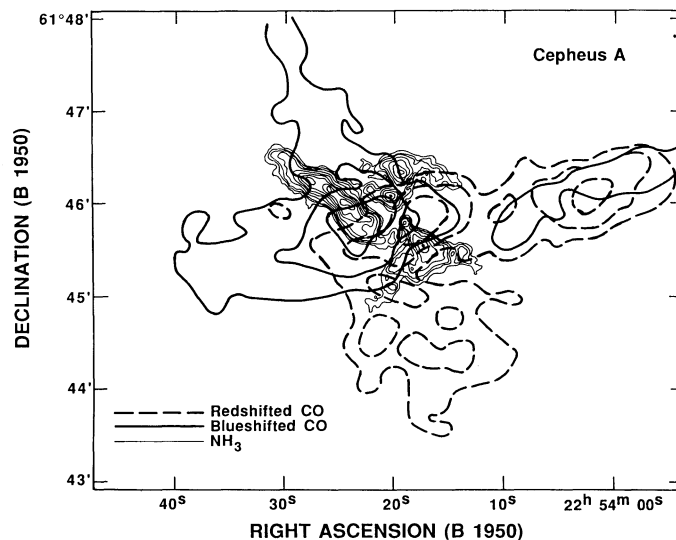 61°48'
Cepheus A
47'
46'
45'
44'
43'
DECLINATION (B 1950)
Redshifted CO
Blueshifted CO
NH₃
40ˢ
30ˢ
20ˢ
10ˢ
22ʰ 54ᵐ 00ˢ
RIGHT ASCENSION (B 1950)